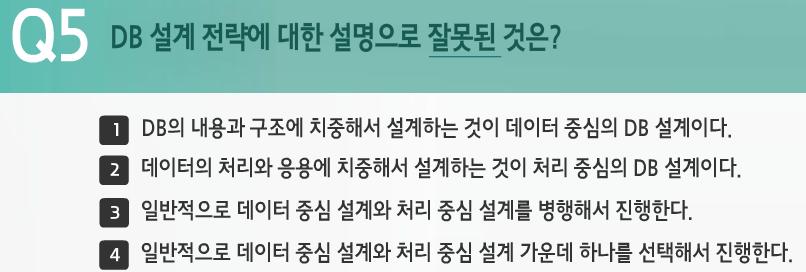 Q5 DB 설계 전략에 대한 설명으로 잘못된 것은?
1 DB의 내용과 구조에 치중해서 설계하는 것이 데이터 중심의 DB 설계이다.
2 데이터의 처리와 응용에 치중해서 설계하는 것이 처리 중심의 DB 설계이다.
3 일반적으로 데이터 중심 설계와 처리 중심 설계를 병행해서 진행한다.
4 일반적으로 데이터 중심 설계와 처리 중심 설계 가운데 하나를 선택해서 진행한다.